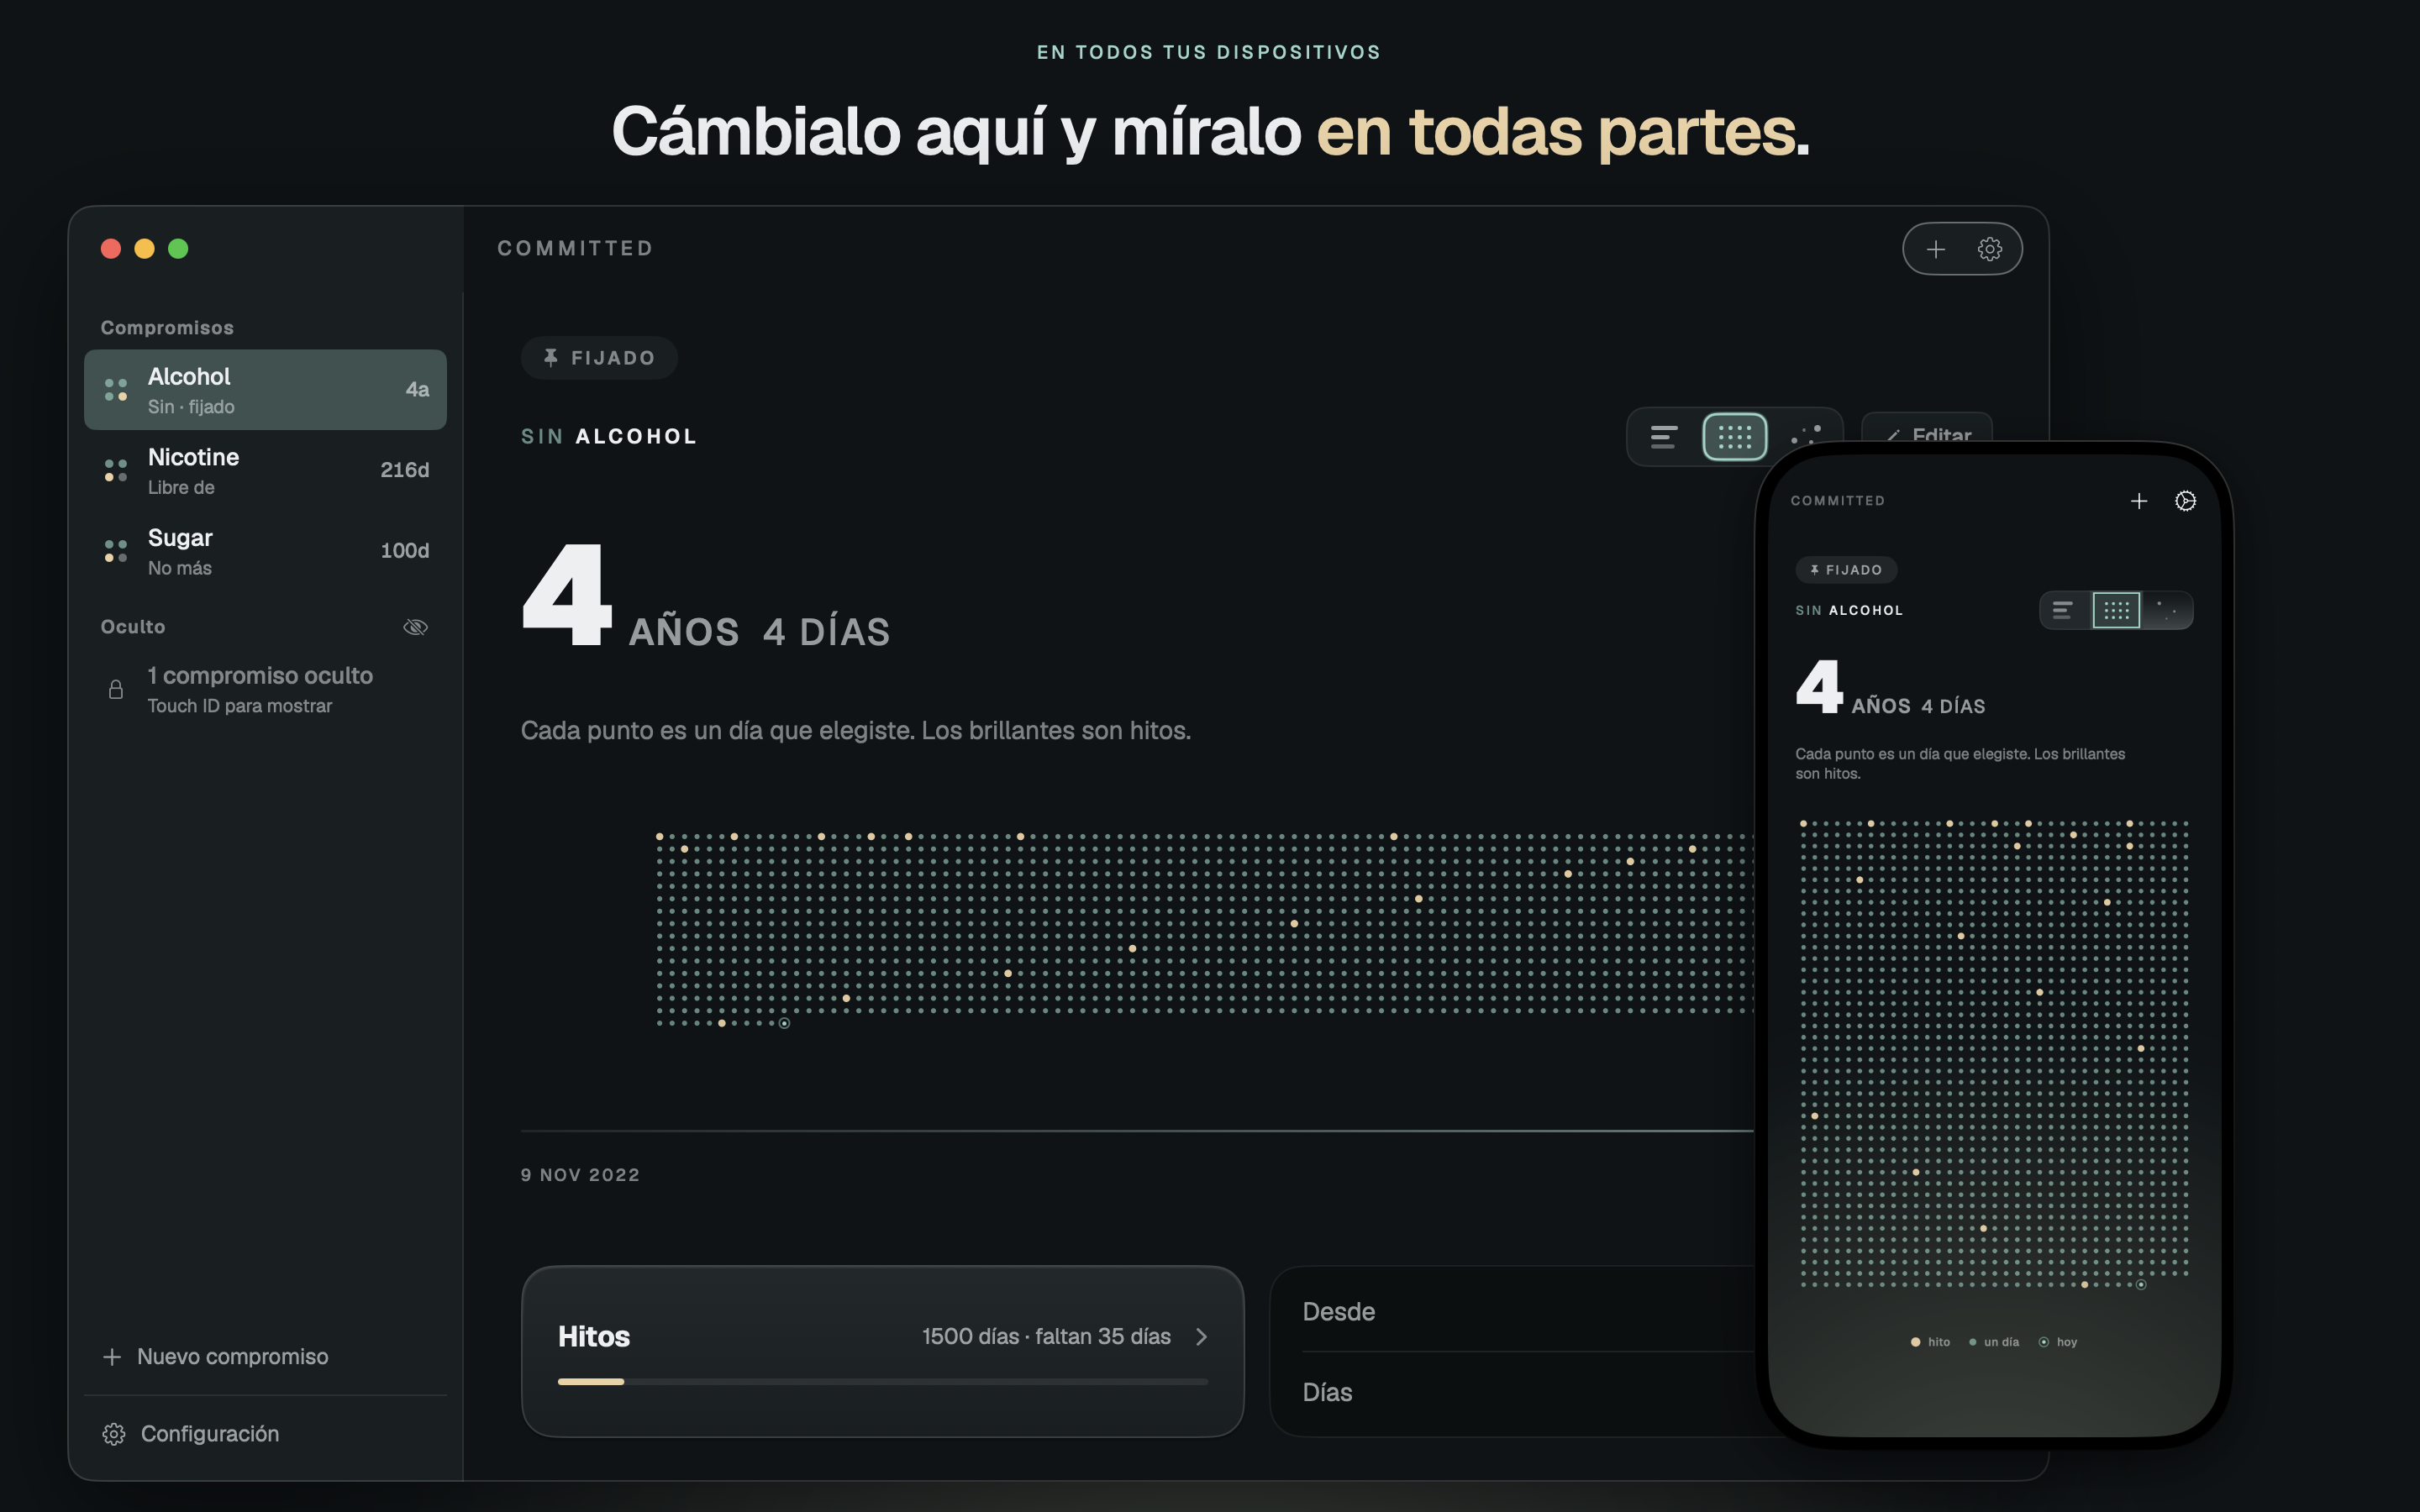 EN TODOS TUS DISPOSITIVOS
Cámbialo aquí y míralo en todas partes.
COMMITTED
Compromisos
Alcohol
Sin · fijado
4a
Nicotine
Libre de
216d
Sugar
No más
100d
Oculto
1 compromiso oculto
Touch ID para mostrar
Nuevo compromiso
Configuración
FIJADO
SIN ALCOHOL
Editar
4 AÑOS 4 DÍAS
Cada punto es un día que elegiste. Los brillantes son hitos.
9 NOV 2022
Hitos
1500 días · faltan 35 días
Desde
Días
COMMITTED
FIJADO
SIN ALCOHOL
4 AÑOS 4 DÍAS
Cada punto es un día que elegiste. Los brillantes
son hitos.
hito un día hoy